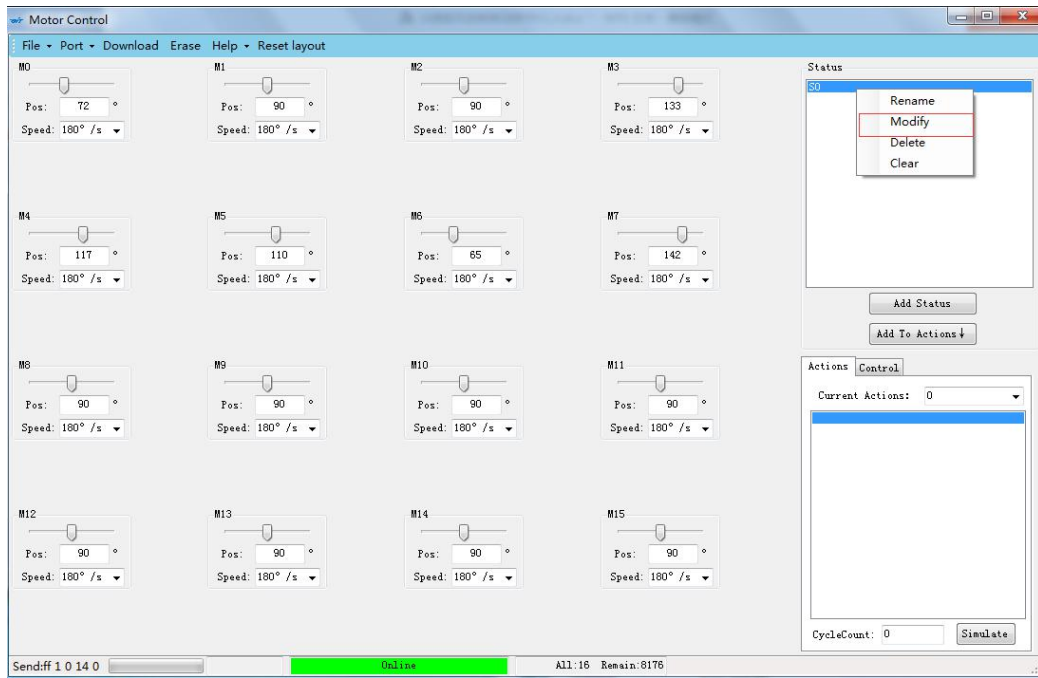 Motor Control
File Port Download Erase Help Reset layout
M0 M1 M2 M3
Pos: 72 ° Pos: 90 ° Pos: 90 ° Pos: 133 °
Speed: 180° /s Speed: 180° /s Speed: 180° /s Speed: 180° /s
M4 M5 M6 M7
Pos: 117 ° Pos: 110 ° Pos: 65 ° Pos: 142 °
Speed: 180° /s Speed: 180° /s Speed: 180° /s Speed: 180° /s
M8 M9 M10 M11
Pos: 90 ° Pos: 90 ° Pos: 90 ° Pos: 90 °
Speed: 180° /s Speed: 180° /s Speed: 180° /s Speed: 180° /s
M12 M13 M14 M15
Pos: 90 ° Pos: 90 ° Pos: 90 ° Pos: 90 °
Speed: 180° /s Speed: 180° /s Speed: 180° /s Speed: 180° /s
Status
S0
Rename
Modify
Delete
Clear
Add Status
Add To Actions↓
Actions Control
Current Actions: 0
CycleCount: 0 Simulate
Send:ff 1 0 14 0 Online All:16 Remain:8176